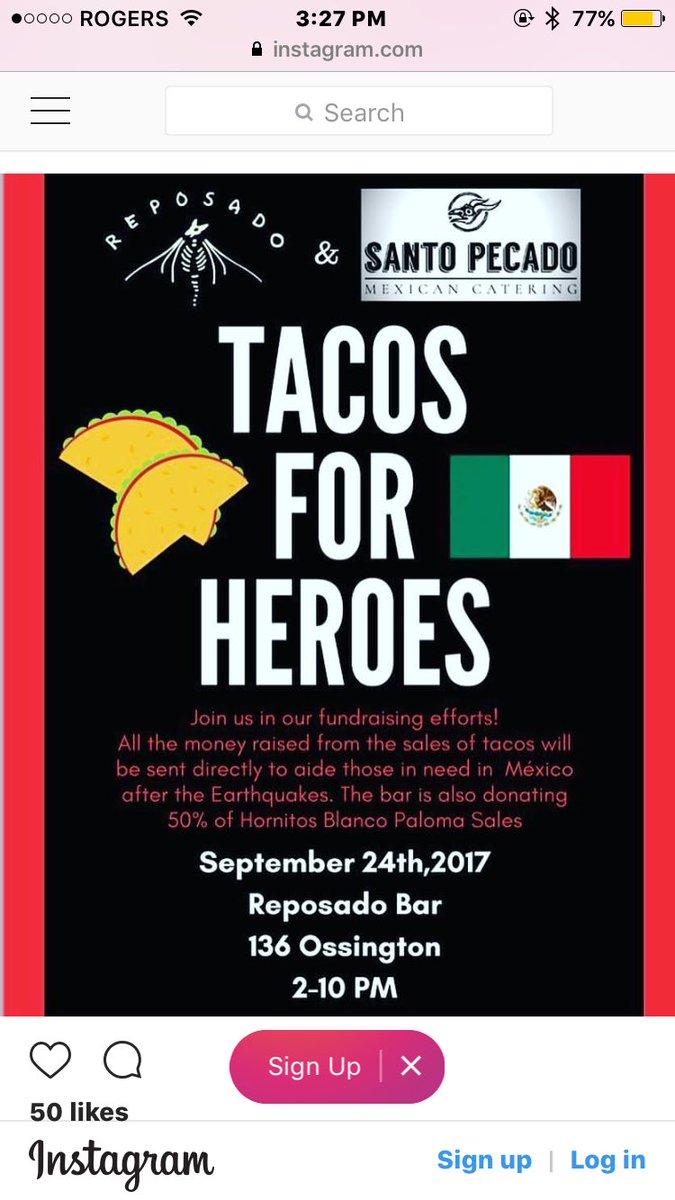 ROGERS 3:27 PM 77%
instagram.com
Search
REPOSADO & SANTO PECADO
MEXICAN CATERING
TACOS
FOR
HEROES
Join us in our fundraising efforts!
All the money raised from the sales of tacos will
be sent directly to aide those in need in México
after the Earthquakes. The bar is also donating
50% of Hornitos Blanco Paloma Sales
September 24th,2017
Reposado Bar
136 Ossington
2-10 PM
Sign Up | X
50 likes
Instagram Sign up | Log in